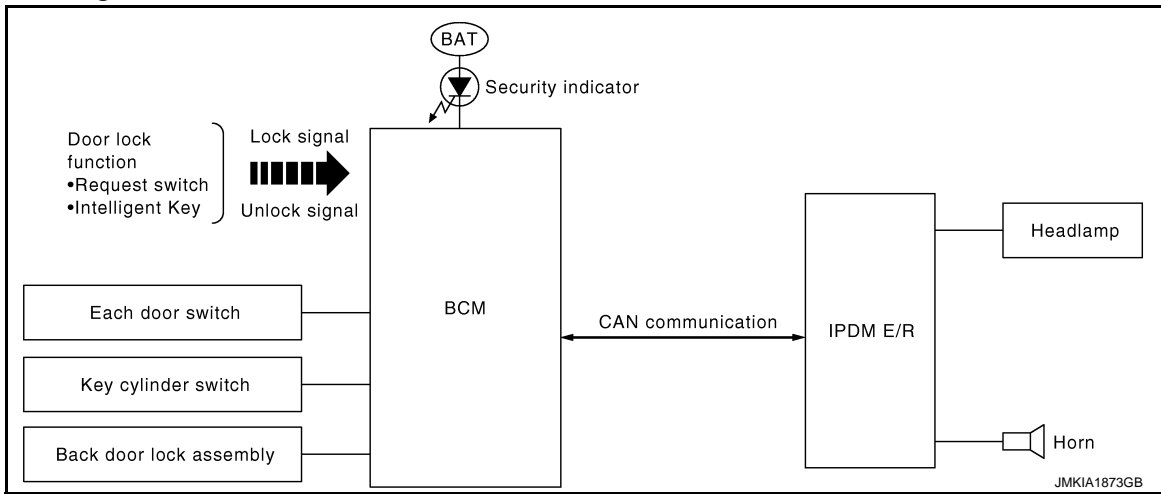 BAT
Security indicator
Door lock
function
•Request switch
•Intelligent Key
Lock signal
Unlock signal
Each door switch
Key cylinder switch
Back door lock assembly
BCM
CAN communication
IPDM E/R
Headlamp
Horn
JMKIA1873GB